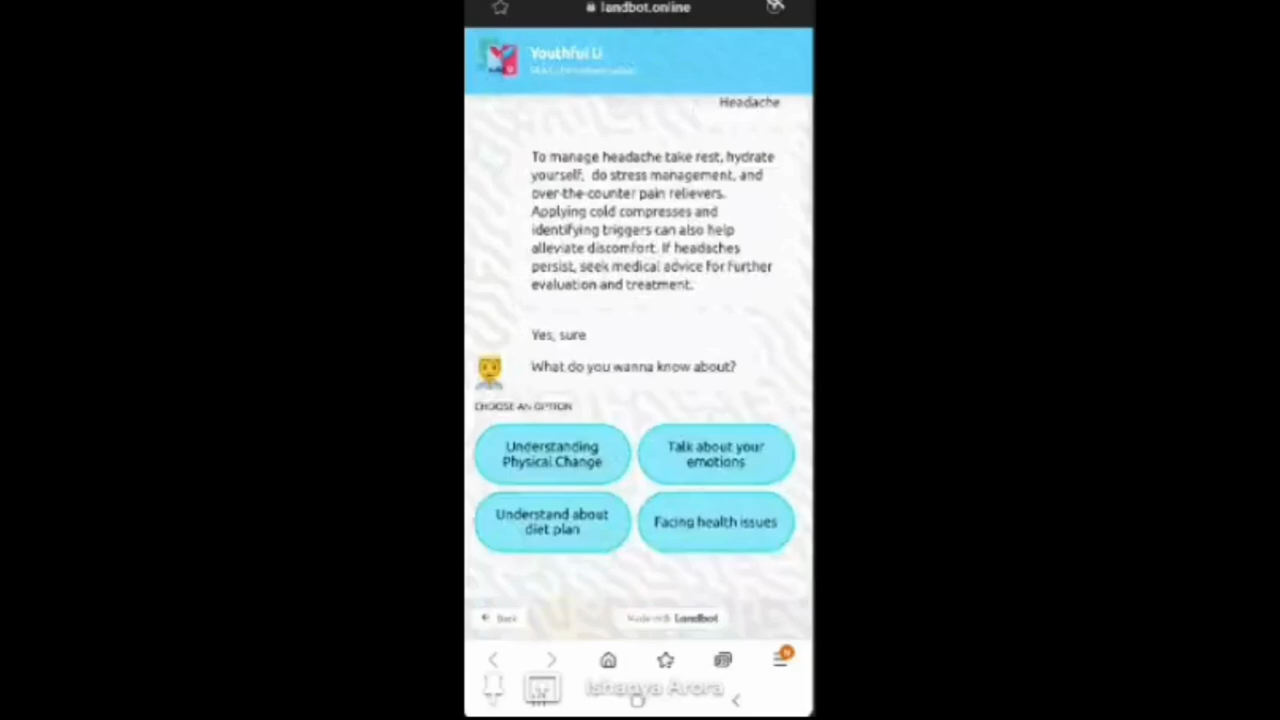 landbot.online
Youthful U
Headache
To manage headache take rest, hydrate
yourself, do stress management, and
over-the-counter pain relievers.
Applying cold compresses and
identifying triggers can also help
alleviate discomfort. If headaches
persist, seek medical advice for further
evaluation and treatment.
Yes, sure
What do you wanna know about?
CHOOSE AN OPTION
Understanding
Physical Change
Talk about your
emotions
Understand about
diet plan
Facing health issues
Back
Made with Landbot
N
Ishanya Arora